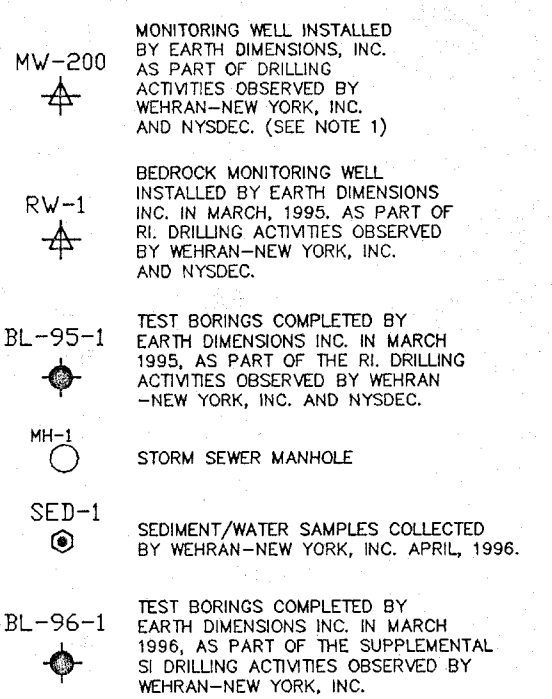 MW-200
MONITORING WELL INSTALLED
BY EARTH DIMENSIONS, INC.
AS PART OF DRILLING
ACTIVITIES OBSERVED BY
WEHRAN-NEW YORK, INC.
AND NYSDEC. (SEE NOTE 1)
RW-1
BEDROCK MONITORING WELL
INSTALLED BY EARTH DIMENSIONS
INC. IN MARCH, 1995. AS PART OF
RI. DRILLING ACTIVITIES OBSERVED
BY WEHRAN-NEW YORK, INC.
AND NYSDEC.
BL-95-1
TEST BORINGS COMPLETED BY
EARTH DIMENSIONS INC. IN MARCH
1995, AS PART OF THE RI. DRILLING
ACTIVITIES OBSERVED BY WEHRAN
-NEW YORK, INC. AND NYSDEC.
MH-1
STORM SEWER MANHOLE
SED-1
SEDIMENT/WATER SAMPLES COLLECTED
BY WEHRAN-NEW YORK, INC. APRIL, 1996.
BL-96-1
TEST BORINGS COMPLETED BY
EARTH DIMENSIONS INC. IN MARCH
1996, AS PART OF THE SUPPLEMENTAL
SI DRILLING ACTIVITIES OBSERVED BY
WEHRAN-NEW YORK, INC.